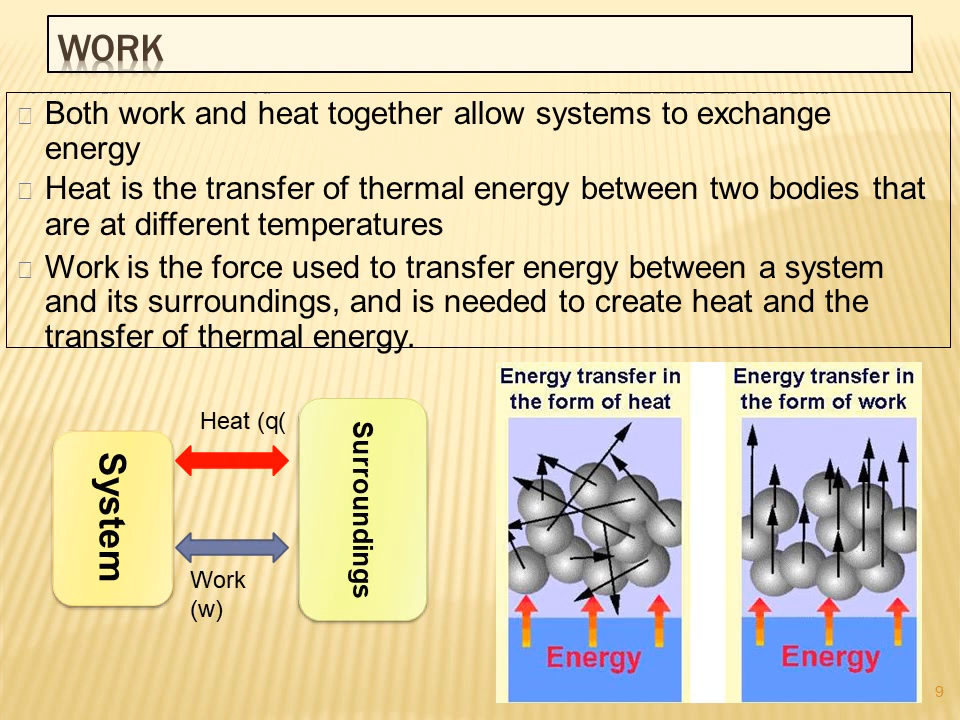 WORK
Both work and heat together allow systems to exchange
energy
Heat is the transfer of thermal energy between two bodies that
are at different temperatures
Work is the force used to transfer energy between a system
and its surroundings, and is needed to create heat and the
transfer of thermal energy.
Heat (q(
System
Surroundings
Work
(w)
Energy transfer in
the form of heat
Energy
Energy transfer in
the form of work
Energy
9